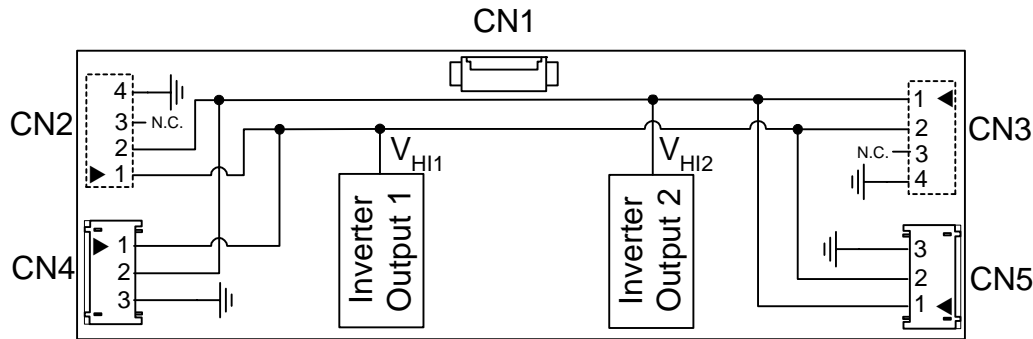 CN1
CN2
4
3 N.C.
2
1
CN3
1
2
N.C. 3
4
V HI1
V HI2
Inverter
Output 1
Inverter
Output 2
CN4
1
2
3
CN5
3
2
1